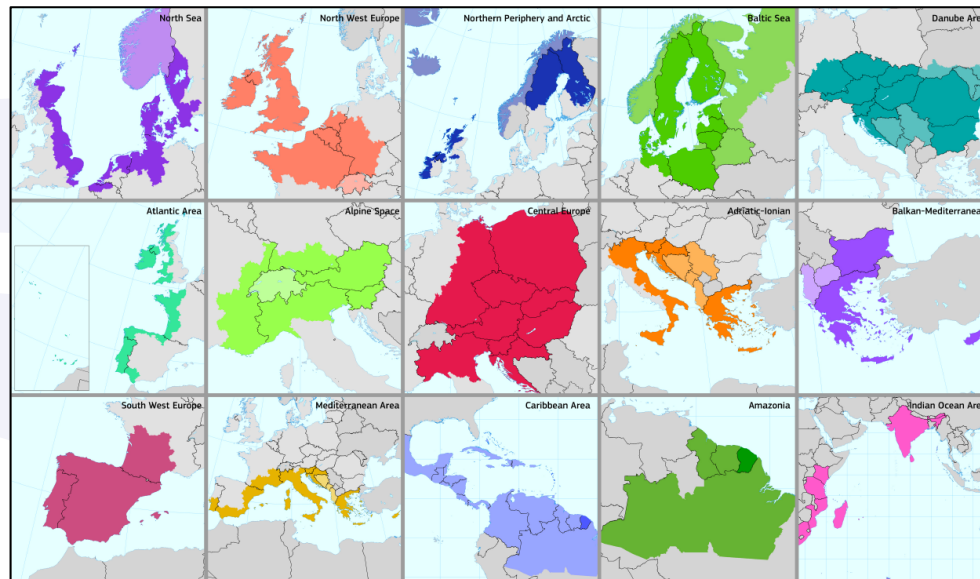 North Sea
North West Europe
Northern Periphery and Arctic
Baltic Sea
Danube Are
Atlantic Area
Alpine Space
Central Europe
Adriatic-Ionian
Balkan-Mediterranea
South West Europe
Mediterranean Area
Caribbean Area
Amazonia
Indian Ocean Are